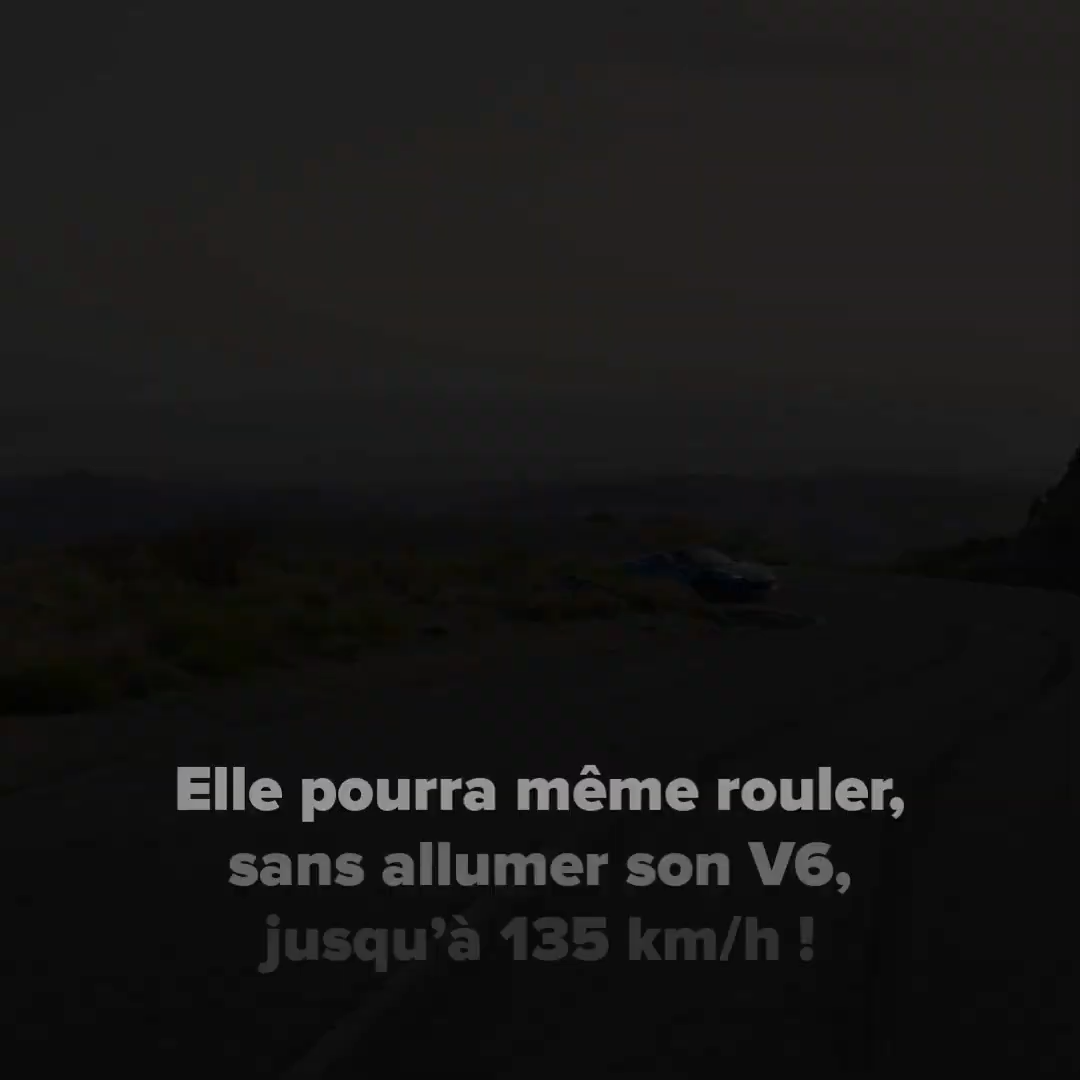 Elle pourra même rouler,
sans allumer son V6,
jusqu’à 135 km/h !